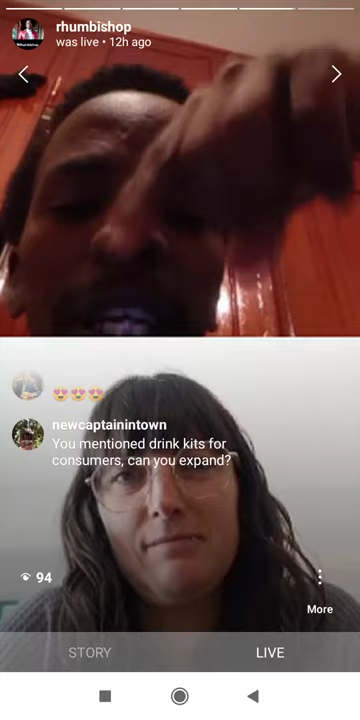 rhumbishop
was live • 12h ago
😍😍😍
newcaptainintown
You mentioned drink kits for
consumers, can you expand?
94
More
STORY
LIVE